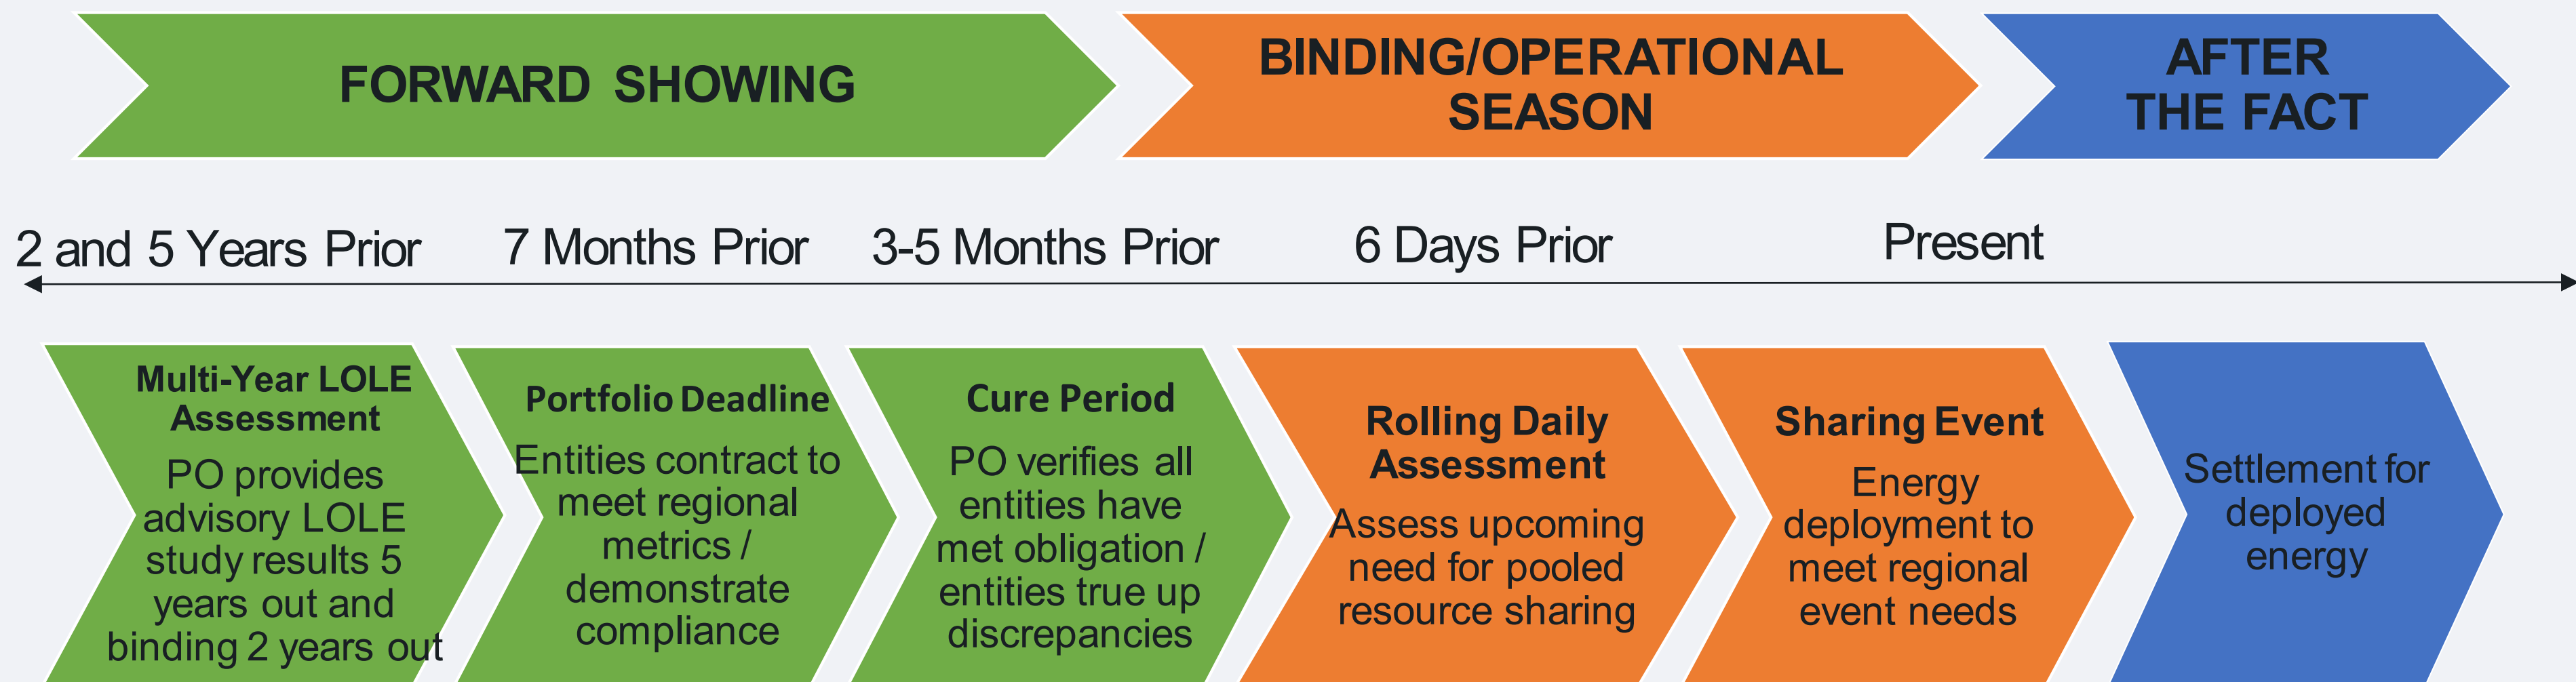 FORWARD SHOWING
BINDING/OPERATIONAL
SEASON
AFTER
THE FACT
2 and 5 Years Prior
7 Months Prior
3-5 Months Prior
6 Days Prior
Present
Multi-Year LOLE
Assessment
PO provides
advisory LOLE
study results 5
years out and
binding 2 years out
Portfolio Deadline
Entities contract to
meet regional
metrics /
demonstrate
compliance
Cure Period
PO verifies all
entities have
met obligation /
entities true up
discrepancies
Rolling Daily
Assessment
Assess upcoming
need for pooled
resource sharing
Sharing Event
Energy
deployment to
meet regional
event needs
Settlement for
deployed
energy